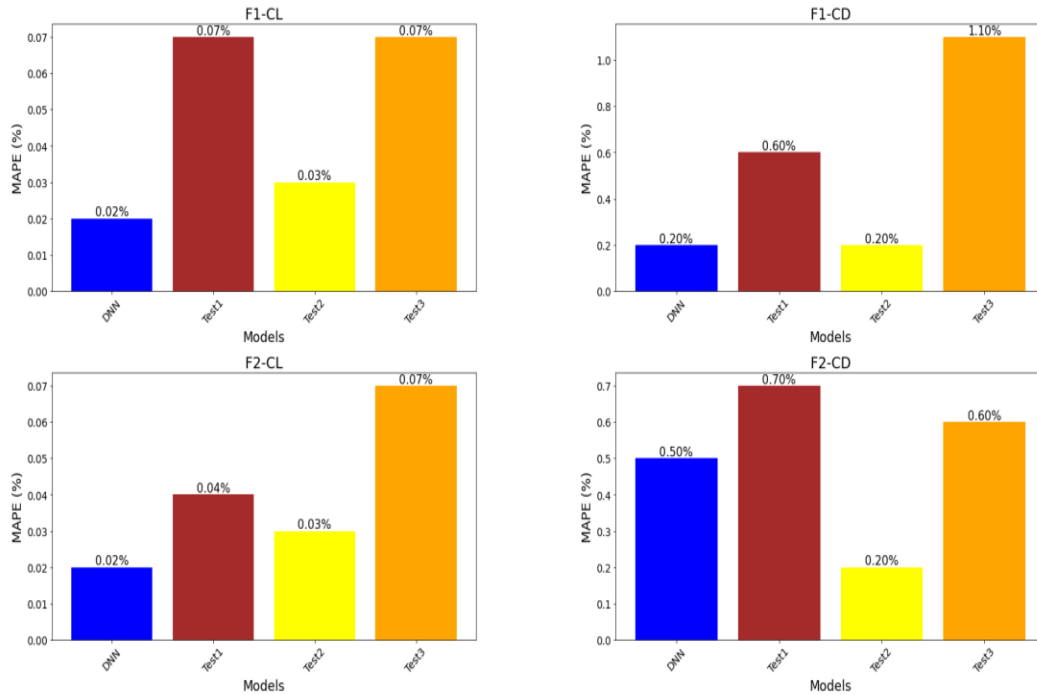 F1-CL
0.07%
0.07%
0.03%
0.02%
MAPE (%)
0.07
0.06
0.05
0.04
0.03
0.02
0.01
0.00
DNN
Test1
Test2
Test3
Models
F1-CD
1.10%
0.60%
0.20%
0.20%
MAPE (%)
1.0
0.8
0.6
0.4
0.2
0.0
DNN
Test1
Test2
Test3
Models
F2-CL
0.07%
0.04%
0.03%
0.02%
MAPE (%)
0.07
0.06
0.05
0.04
0.03
0.02
0.01
0.00
DNN
Test1
Test2
Test3
Models
F2-CD
0.70%
0.60%
0.50%
0.20%
MAPE (%)
0.7
0.6
0.5
0.4
0.3
0.2
0.1
0.0
DNN
Test1
Test2
Test3
Models